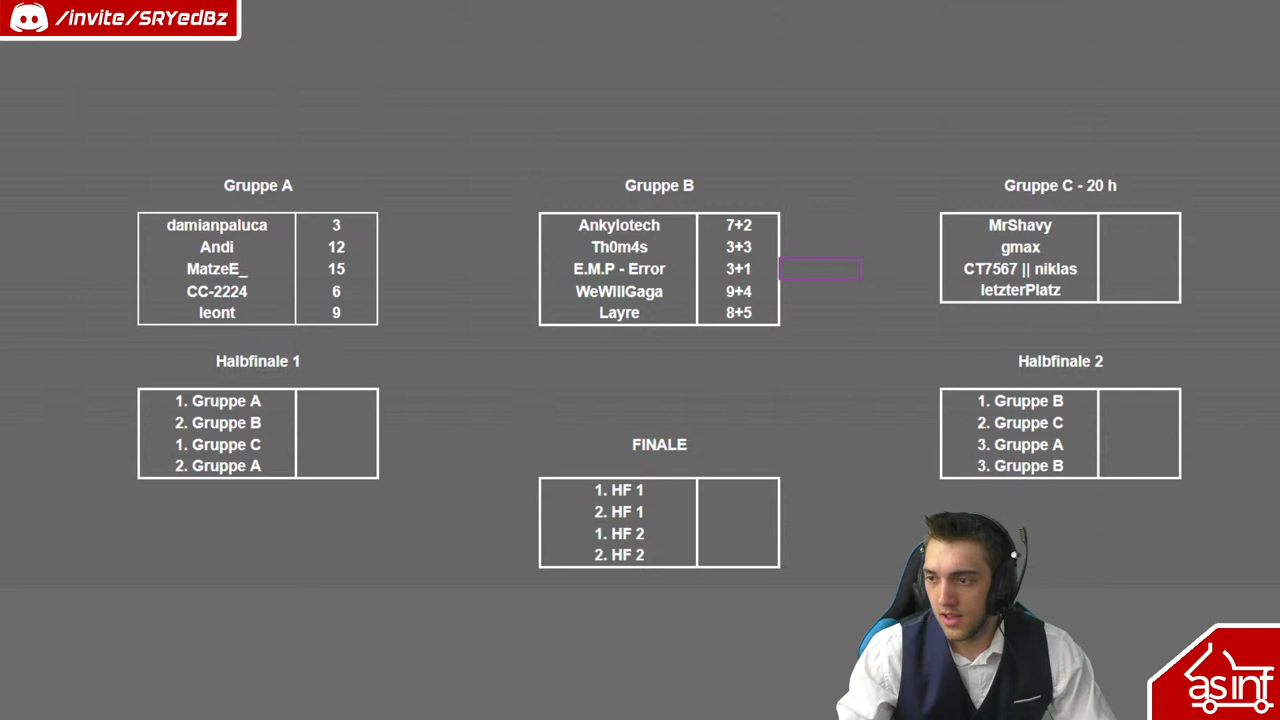 /invite/SRYedBz
Gruppe A
damianpaluca 3
Andi 12
MatzeE_ 15
CC-2224 6
leont 9
Gruppe B
Ankylotech 7+2
Th0m4s 3+3
E.M.P - Error 3+1
WeWIllGaga 9+4
Layre 8+5
Gruppe C - 20 h
MrShavy
gmax
CT7567 || niklas
letzterPlatz
Halbfinale 1
1. Gruppe A
2. Gruppe B
1. Gruppe C
2. Gruppe A
FINALE
1. HF 1
2. HF 1
1. HF 2
2. HF 2
Halbfinale 2
1. Gruppe B
2. Gruppe C
3. Gruppe A
3. Gruppe B
as inf